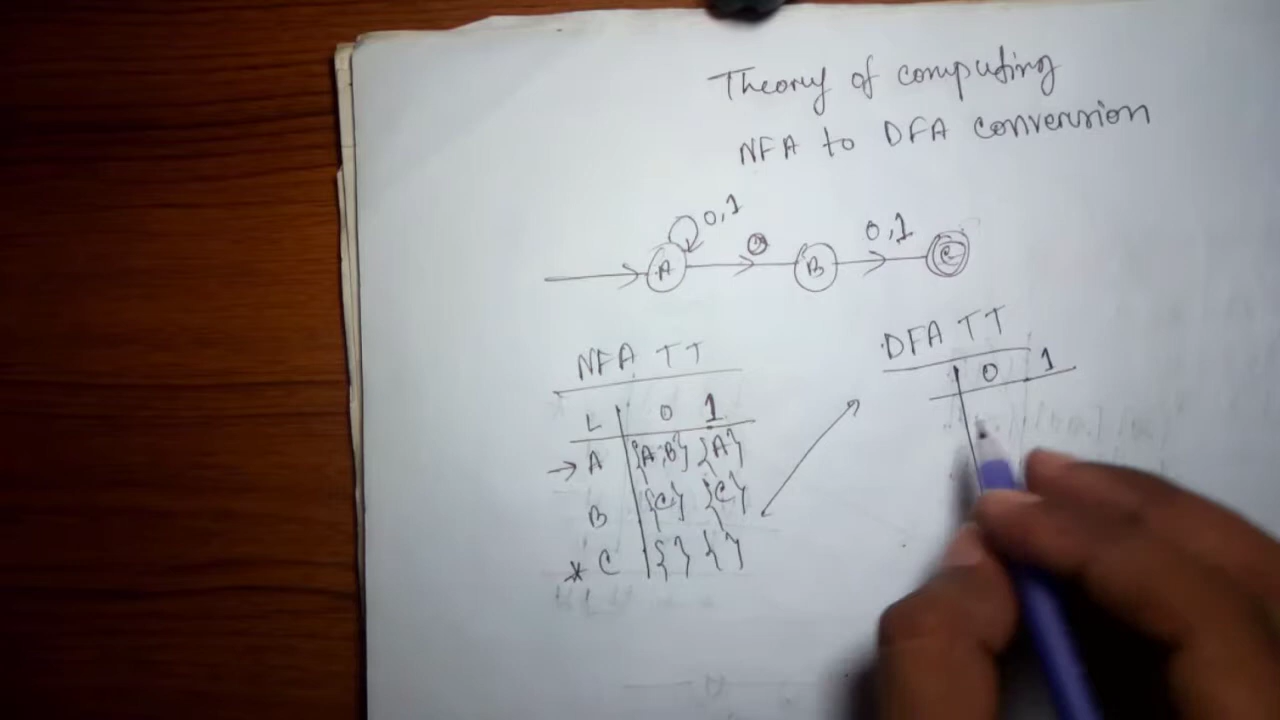 Theory of computing
NFA to DFA conversion
0,1
0,1
A
B
C
NFA TT
DFA TT
0 1
L 0 1
→ A {A,B} {A}
B {C} {C}
* C { } { }